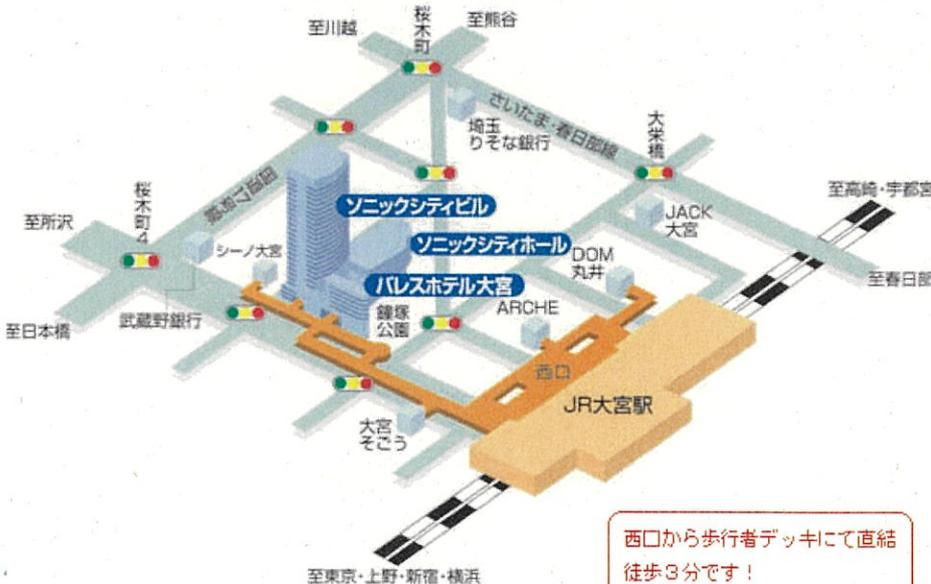 至川越
桜木町
至熊谷
さいたま・春日部線
埼玉
りそな銀行
大栄橋
至高崎・宇都宮
国道17号線
桜木町4
至所沢
ソニックシティビル
JACK
大宮
シーノ大宮
ソニックシティホール
DOM
丸井
至春日部
パレスホテル大宮
ARCHE
至日本橋
武蔵野銀行
鐘塚
公園
西口
JR大宮駅
大宮
そごう
西口から歩行者デッキにて直結
徒歩3分です！
至東京・上野・新宿・横浜